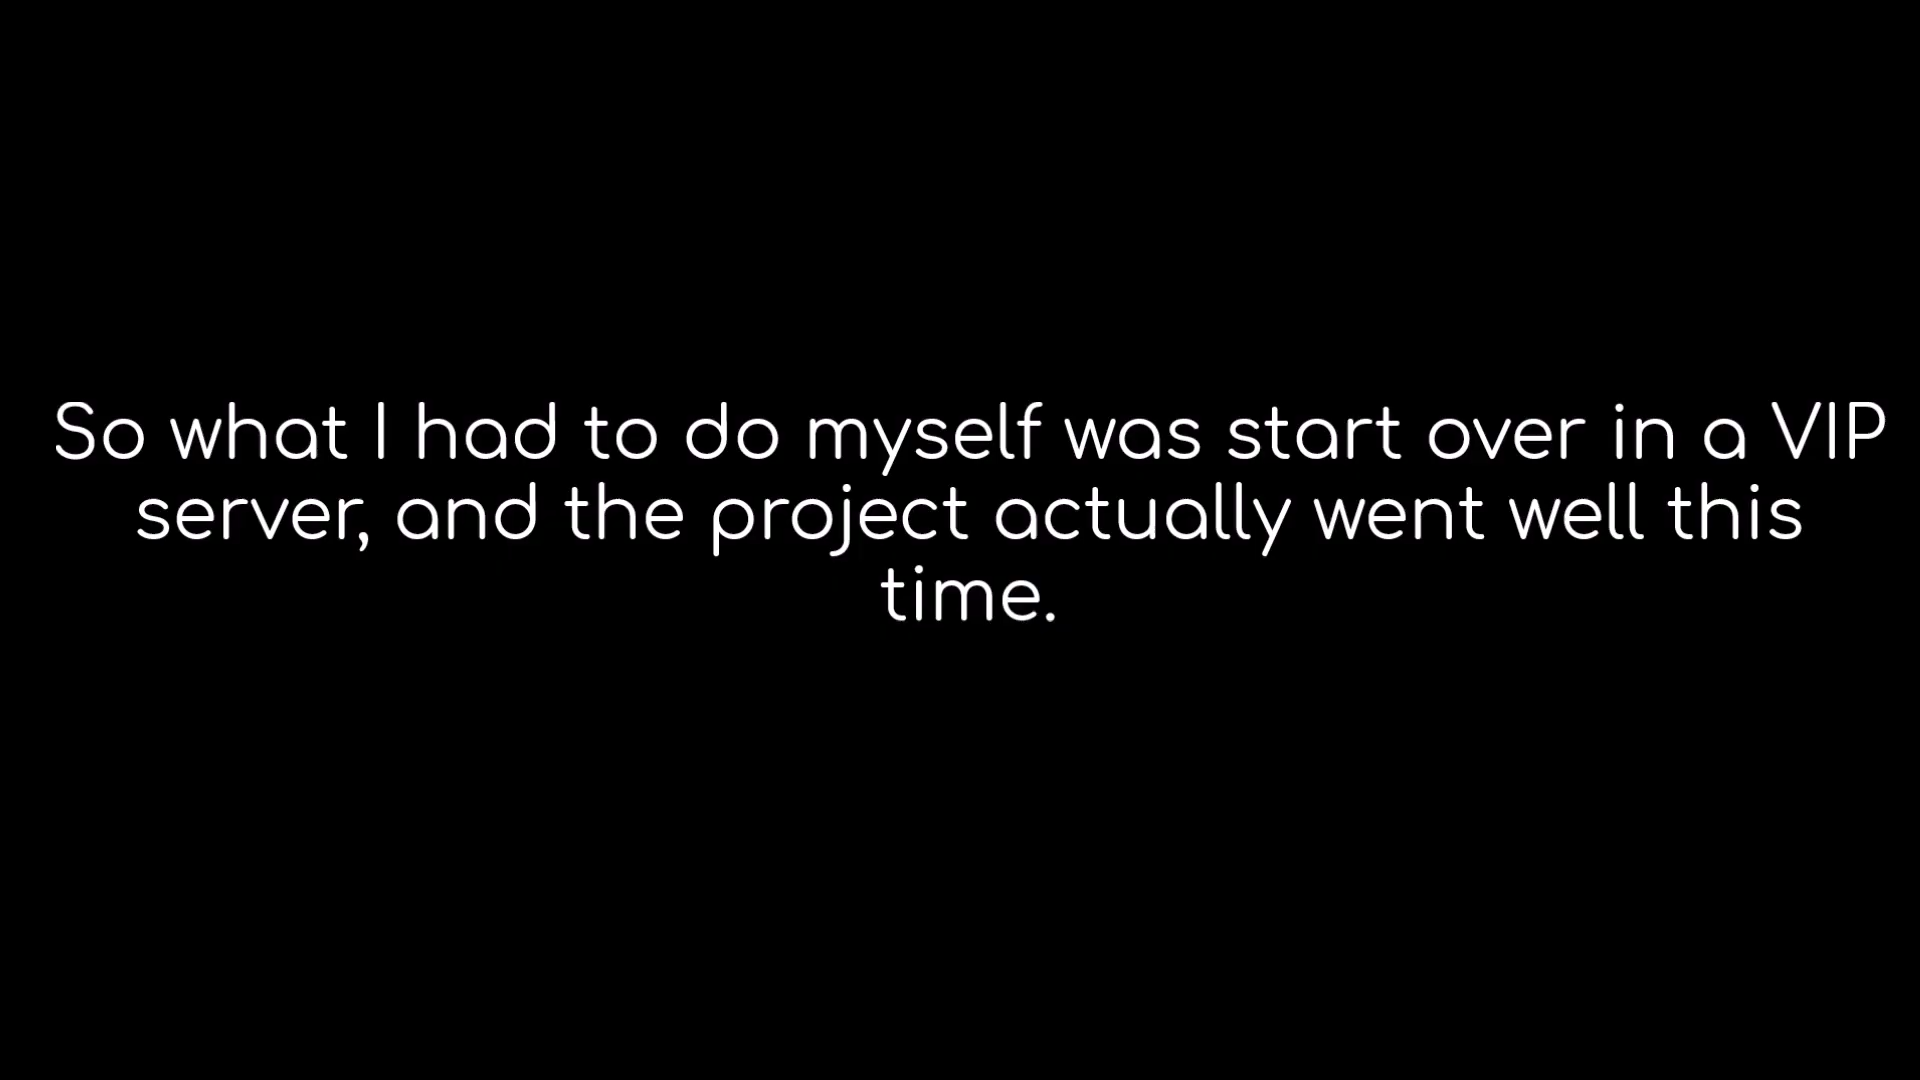 So what I had to do myself was start over in a VIP
server, and the project actually went well this
time.